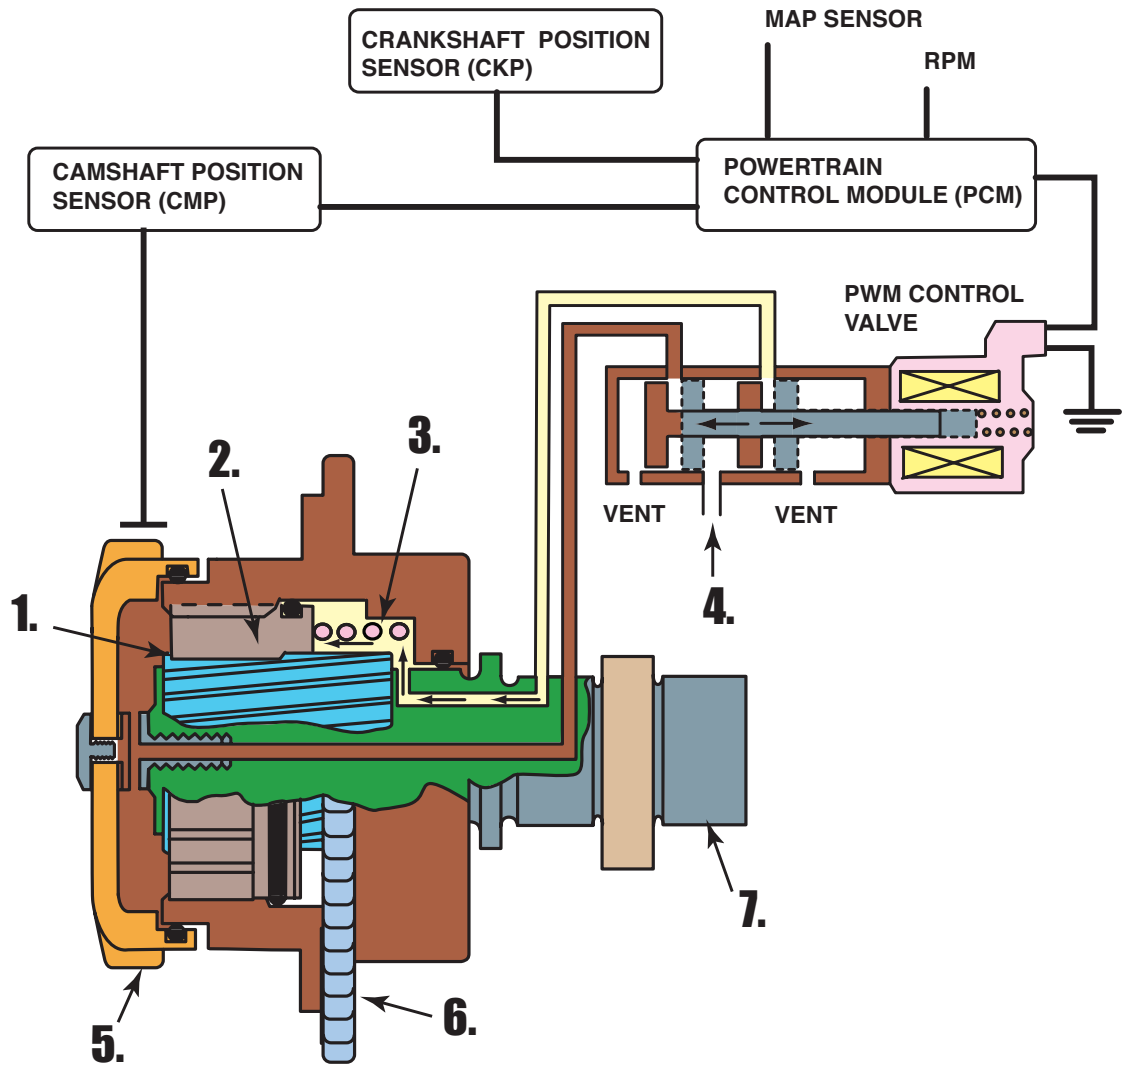 MAP SENSOR
CRANKSHAFT POSITION
SENSOR (CKP)
RPM
CAMSHAFT POSITION
SENSOR (CMP)
POWERTRAIN
CONTROL MODULE (PCM)
PWM CONTROL
VALVE
VENT
VENT
1.
2.
3.
4.
5.
6.
7.